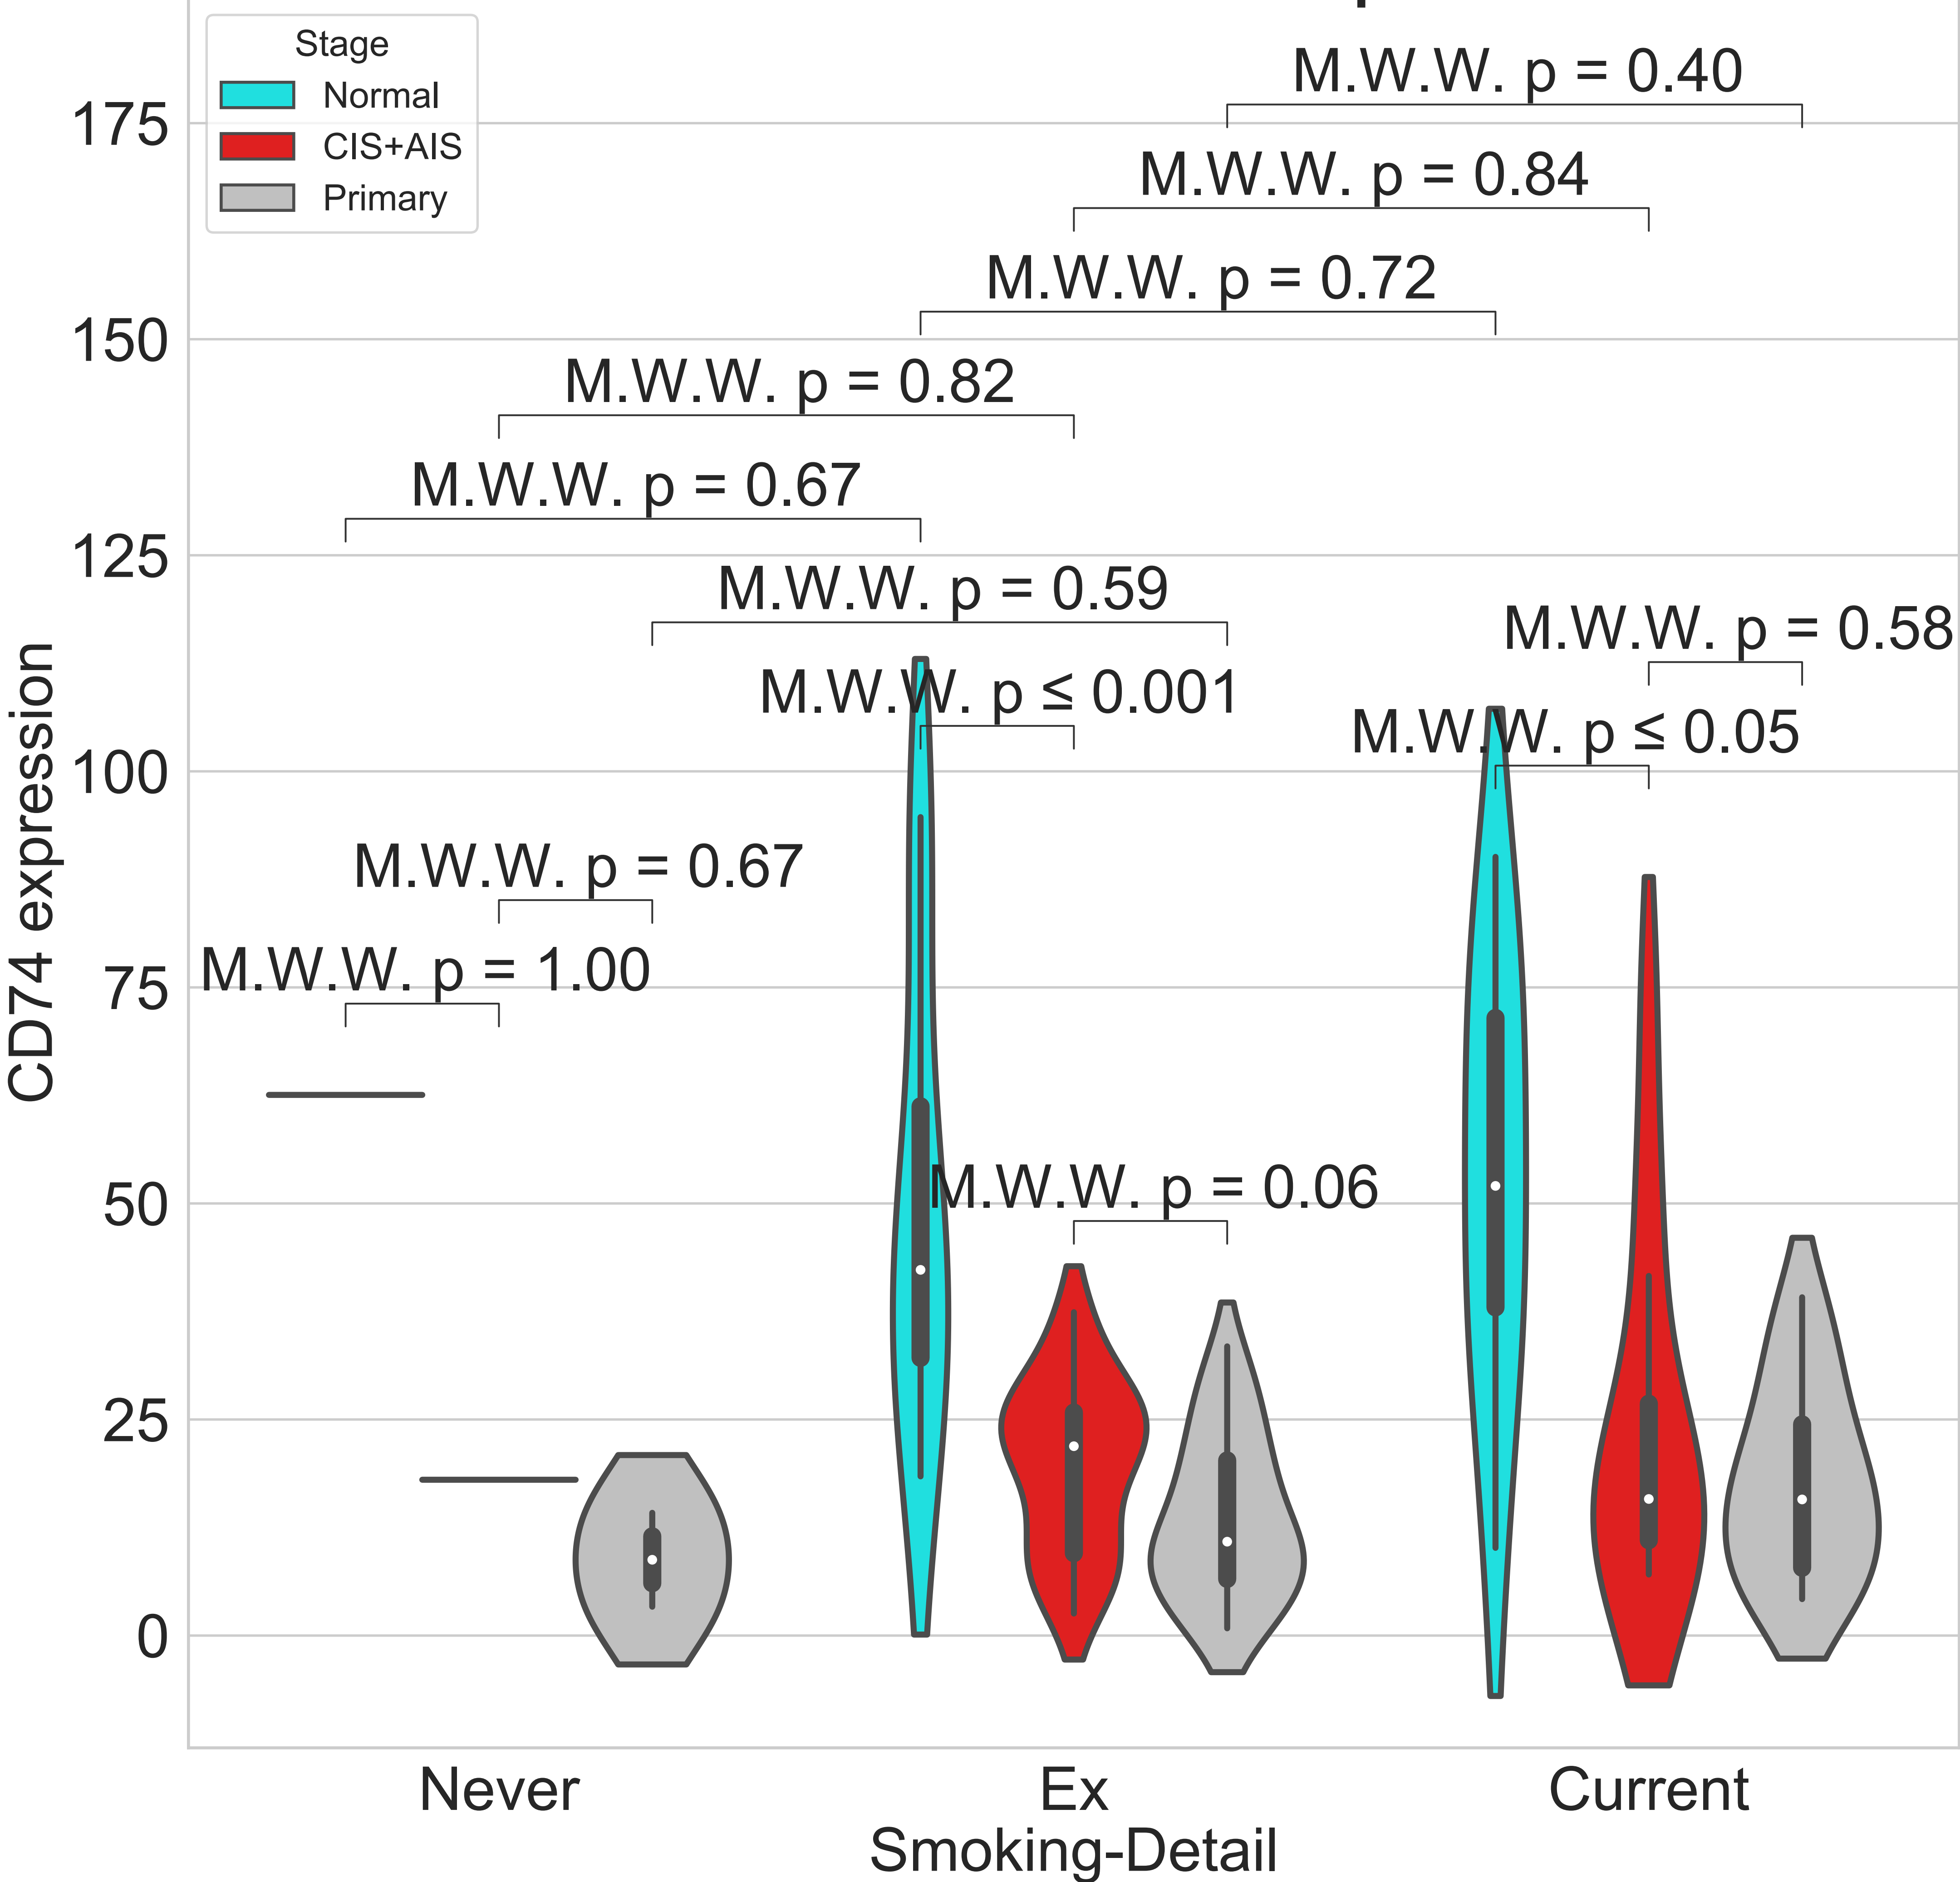 Stage
Normal
CIS+AIS
Primary
M.W.W. p = 0.40
M.W.W. p = 0.84
M.W.W. p = 0.72
M.W.W. p = 0.82
M.W.W. p = 0.67
M.W.W. p = 0.59
M.W.W. p = 0.58
M.W.W. p ≤ 0.001
M.W.W. p ≤ 0.05
M.W.W. p = 0.67
M.W.W. p = 1.00
M.W.W. p = 0.06
CD74 expression
175
150
125
100
75
50
25
0
Never
Ex
Current
Smoking-Detail